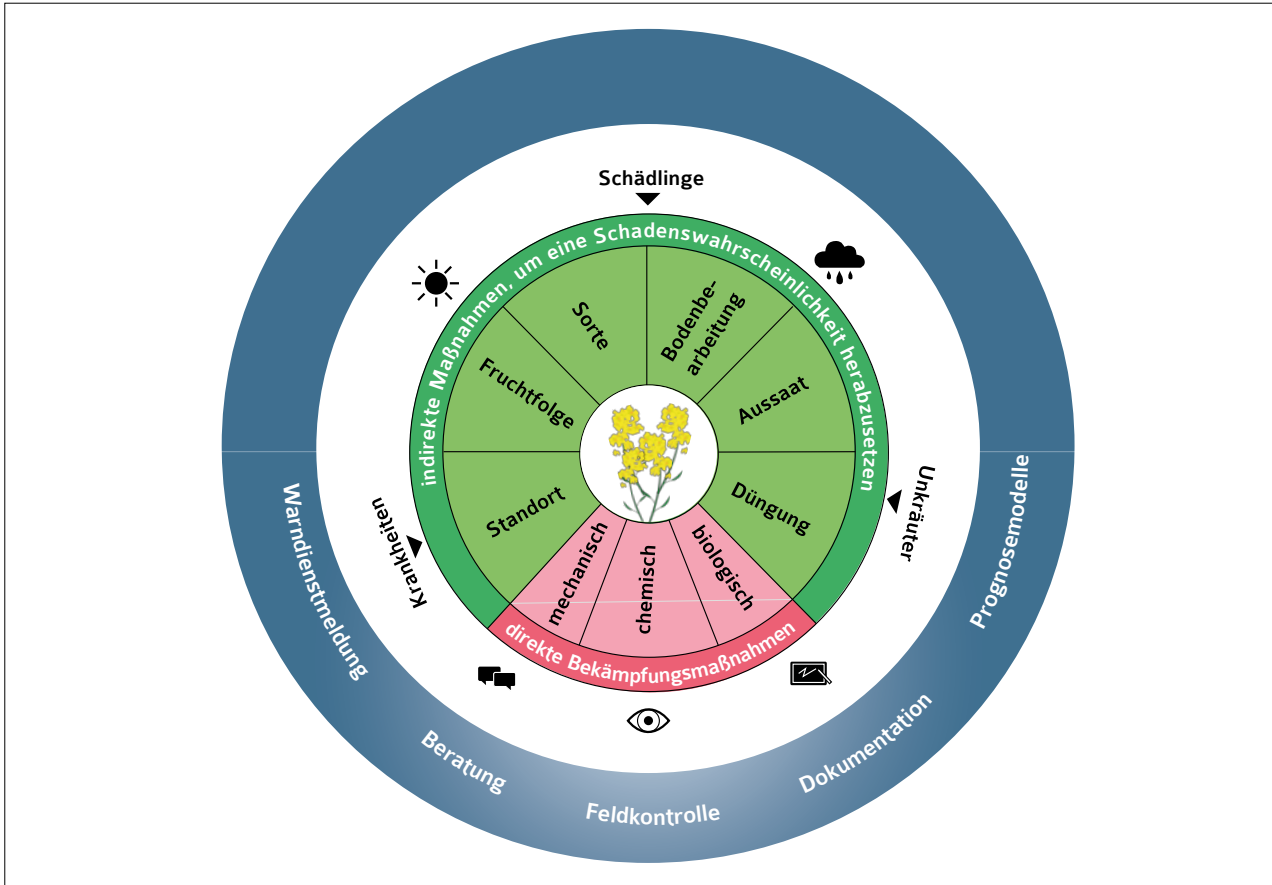 Schädlinge
indirekte Maßnahmen, um eine Schadenswahrscheinlichkeit herabzusetzen
Sorte
Bodenbe-
arbeitung
Fruchtfolge
Aussaat
Standort
Düngung
mechanisch
chemisch
biologisch
direkte Bekämpfungsmaßnahmen
Krankheiten
Unkräuter
Warndienstmeldung
Beratung
Feldkontrolle
Dokumentation
Prognosemodelle